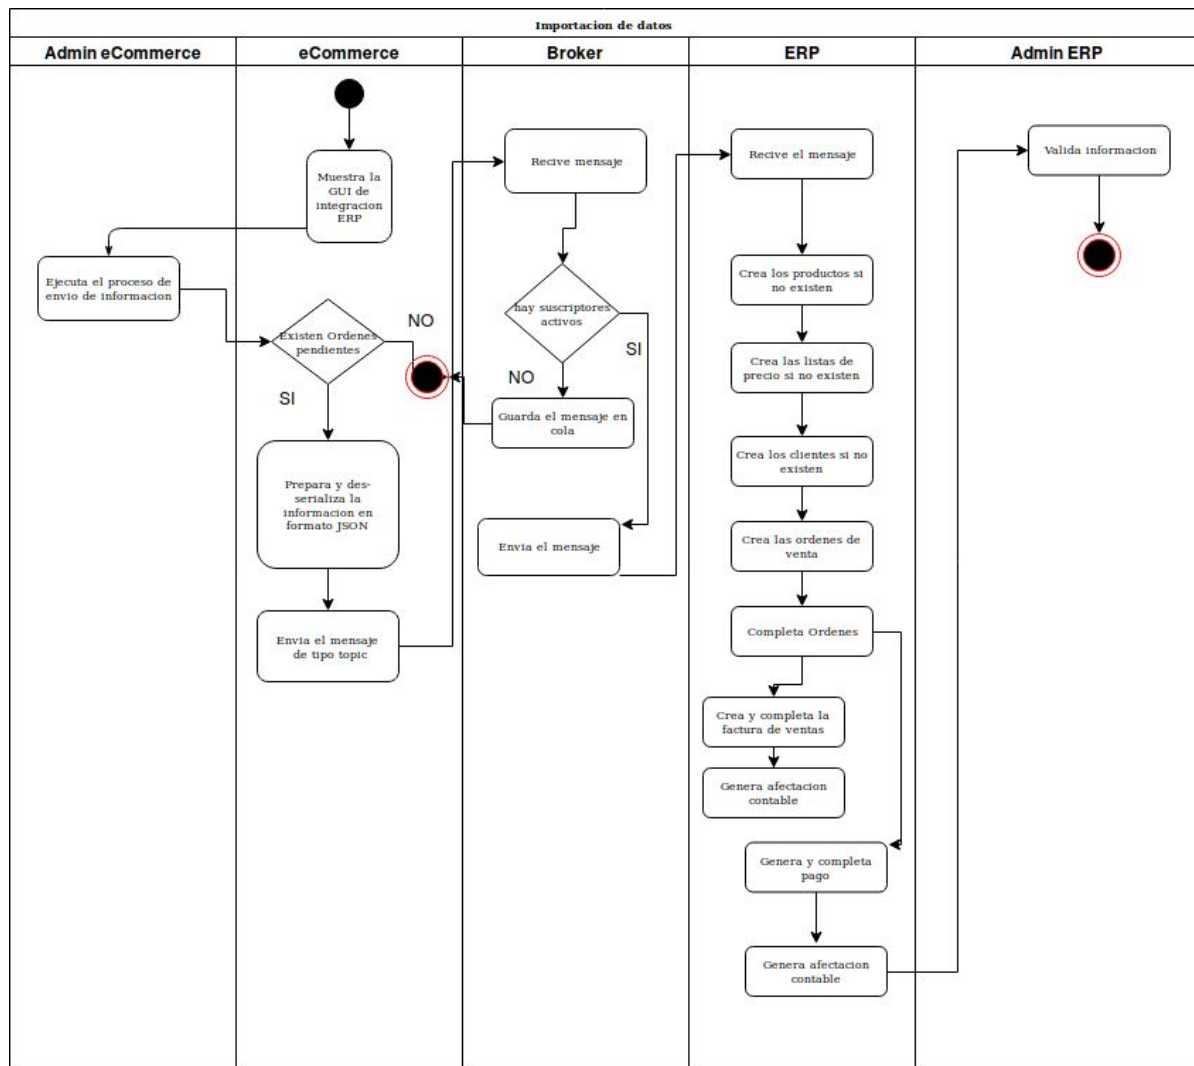 Importacion de datos
Admin eCommerce
eCommerce
Broker
ERP
Admin ERP
Muestra la
GUI de
integracion
ERP
Ejecuta el proceso de
envio de informacion
Existen Ordenes
pendientes
NO
SI
Prepara y des-
serializa la
informacion en
formato JSON
Envia el mensaje
de tipo topic
Recive mensaje
hay suscriptores
activos
SI
NO
Guarda el mensaje en
cola
Envia el mensaje
Recive el mensaje
Crea los productos si
no existen
Crea las listas de
precio si no existen
Crea los clientes si no
existen
Crea las ordenes de
venta
Completa Ordenes
Crea y completa la
factura de ventas
Genera afectacion
contable
Genera y completa
pago
Genera afectacion
contable
Valida informacion